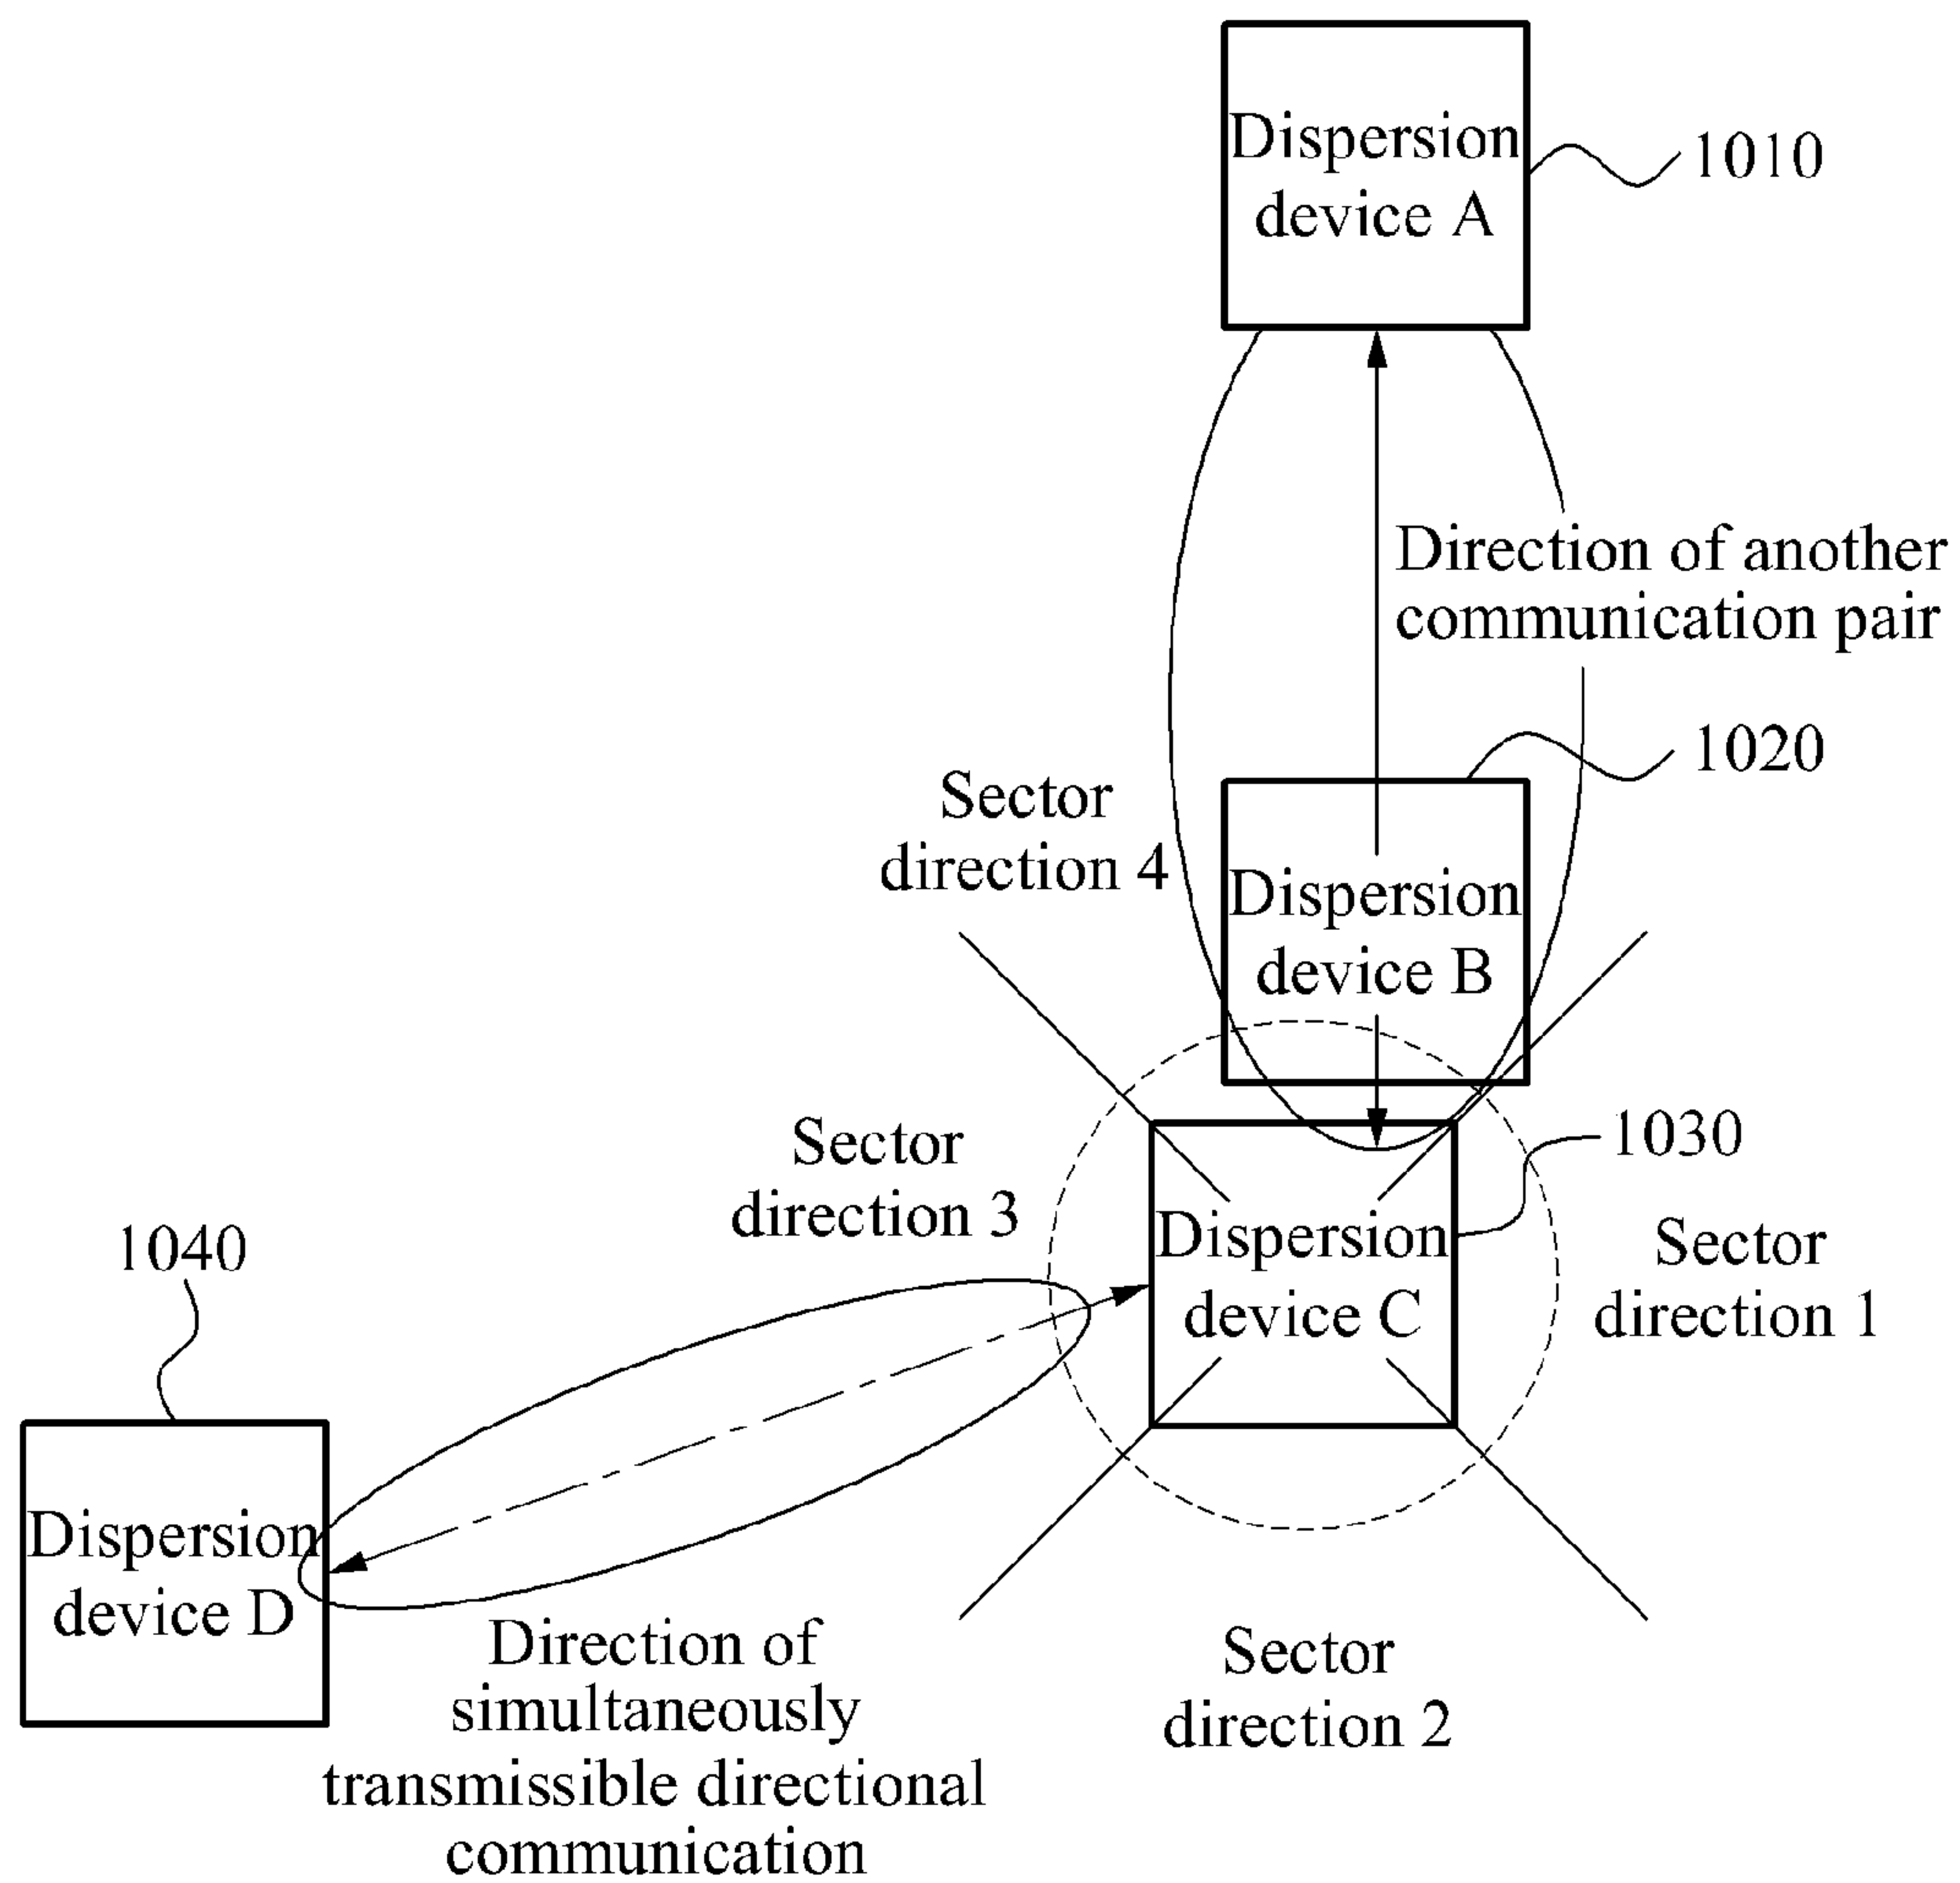 Dispersion
device A
1010
Direction of another
communication pair
1020
Sector
direction 4
Dispersion
device B
Sector
direction 3
1030
1040
Dispersion
device C
Sector
direction 1
Dispersion
device D
Direction of
simultaneously
transmissible directional
communication
Sector
direction 2